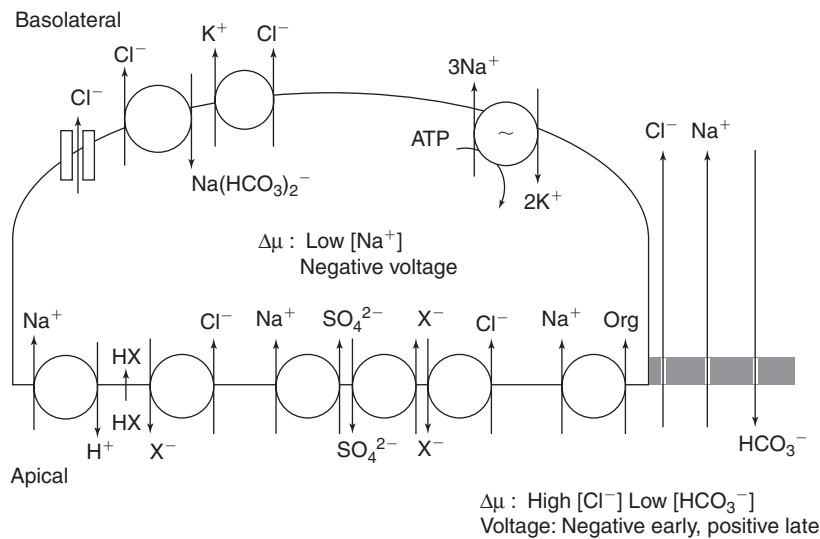 Basolateral
Cl⁻
Cl⁻
K⁺
Cl⁻
Na(HCO₃)₂⁻
3Na⁺
ATP
~
2K⁺
Cl⁻ Na⁺
Δμ : Low [Na⁺]
Negative voltage
Na⁺
HX
Cl⁻
Na⁺
SO₄²⁻
X⁻
Cl⁻
Na⁺
Org
H⁺
HX
X⁻
SO₄²⁻
X⁻
HCO₃⁻
Apical
Δμ : High [Cl⁻] Low [HCO₃⁻]
Voltage: Negative early, positive late